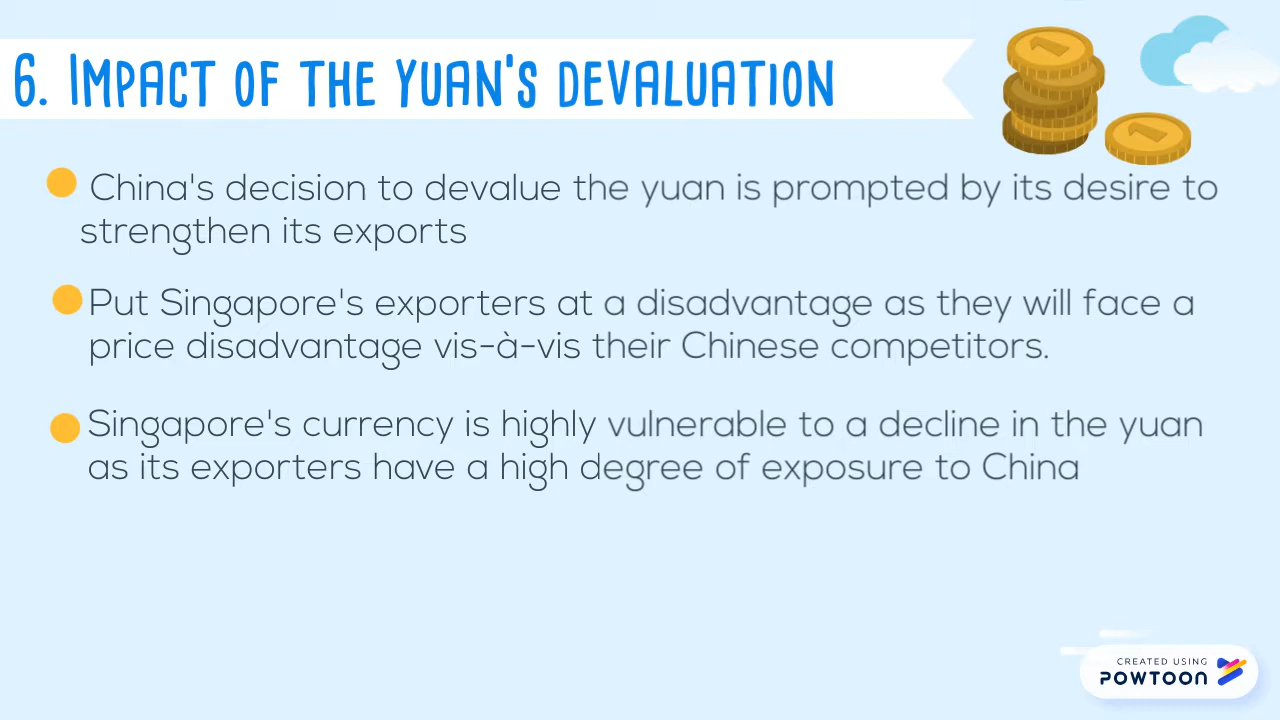 6. IMPACT OF THE YUAN'S DEVALUATION
China's decision to devalue the yuan is prompted by its desire to
strengthen its exports
Put Singapore's exporters at a disadvantage as they will face a
price disadvantage vis-à-vis their Chinese competitors.
Singapore's currency is highly vulnerable to a decline in the yuan
as its exporters have a high degree of exposure to China
CREATED USING
POWTOON